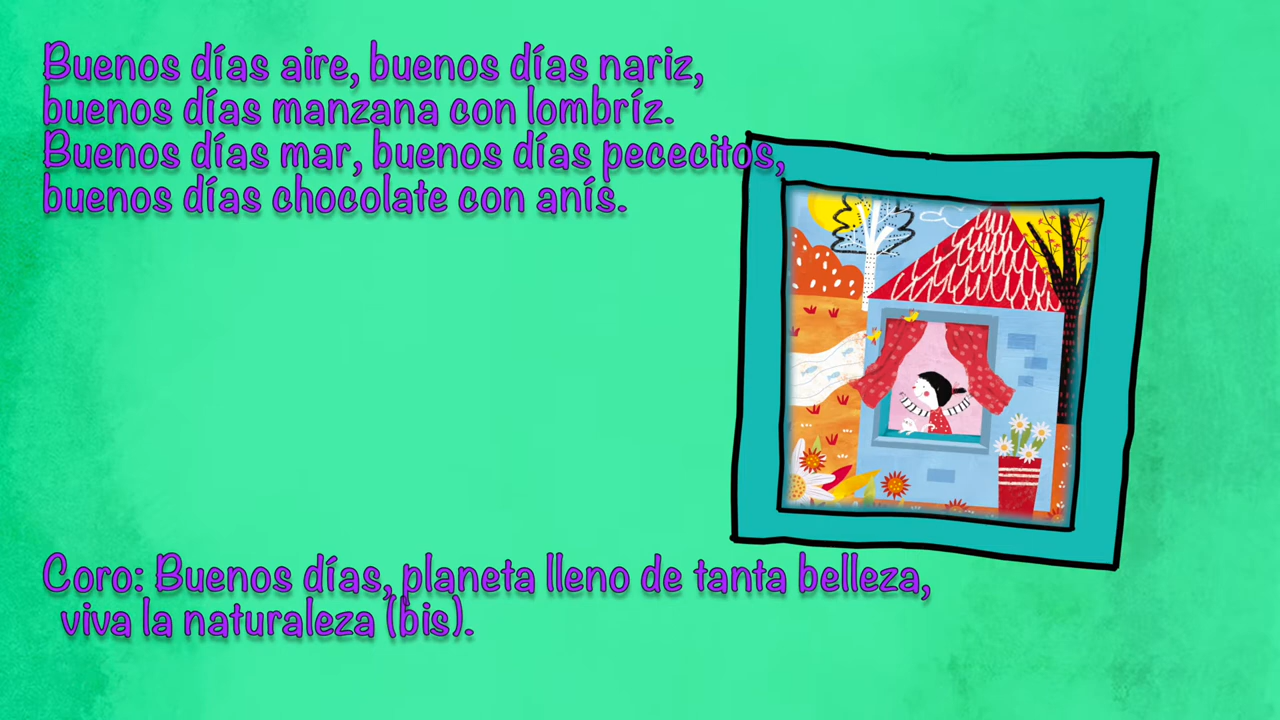 Buenos días aire, buenos días nariz,
buenos días manzana con lombríz.
Buenos días mar, buenos días pececitos,
buenos días chocolate con anís.
Coro: Buenos días, planeta lleno de tanta belleza,
viva la naturaleza (bis).